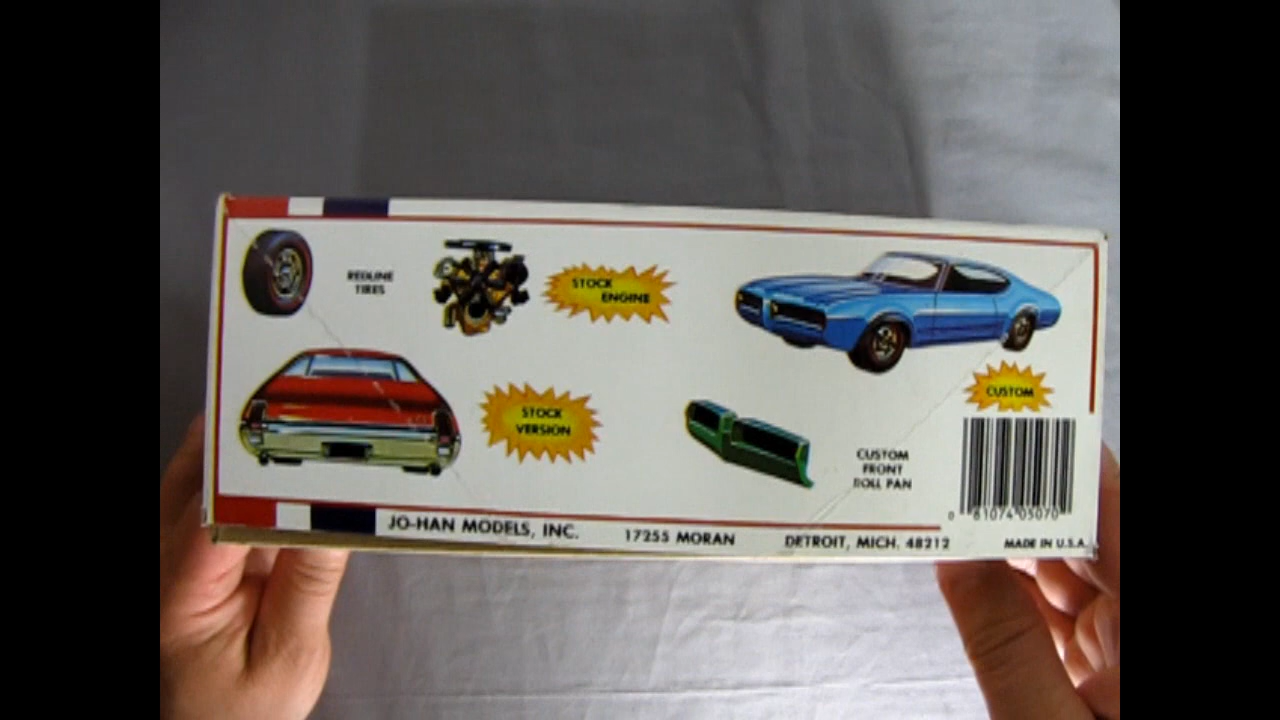 REDLINE
TIRES
STOCK
ENGINE
STOCK
VERSION
CUSTOM
CUSTOM
FRONT
ROLL PAN
0 81074 05070
JO-HAN MODELS, INC. 17255 MORAN DETROIT, MICH. 48212 MADE IN U.S.A.